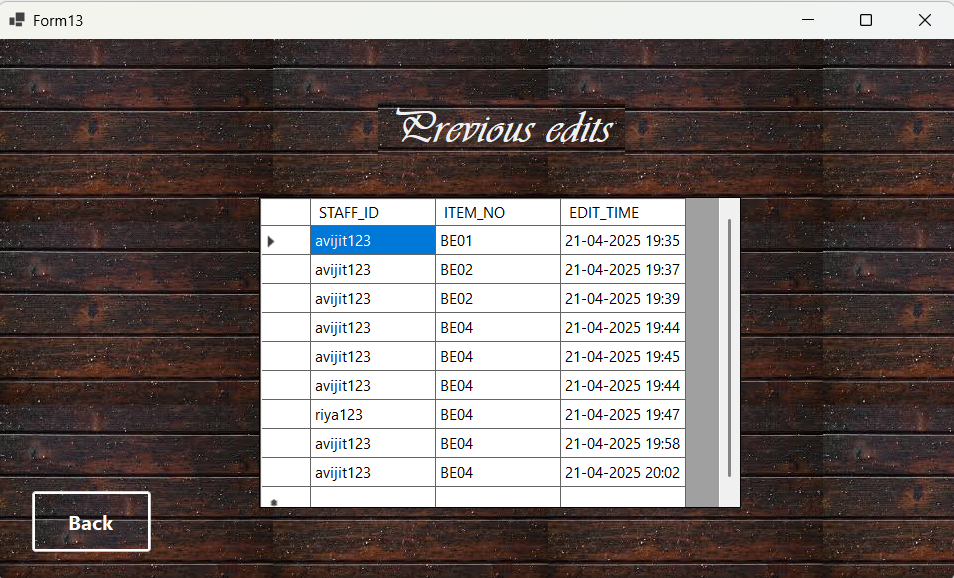 Form13
Previous edits
STAFF_ID ITEM_NO EDIT_TIME
avijit123 BE01 21-04-2025 19:35
avijit123 BE02 21-04-2025 19:37
avijit123 BE02 21-04-2025 19:39
avijit123 BE04 21-04-2025 19:44
avijit123 BE04 21-04-2025 19:45
avijit123 BE04 21-04-2025 19:44
riya123 BE04 21-04-2025 19:47
avijit123 BE04 21-04-2025 19:58
avijit123 BE04 21-04-2025 20:02
Back